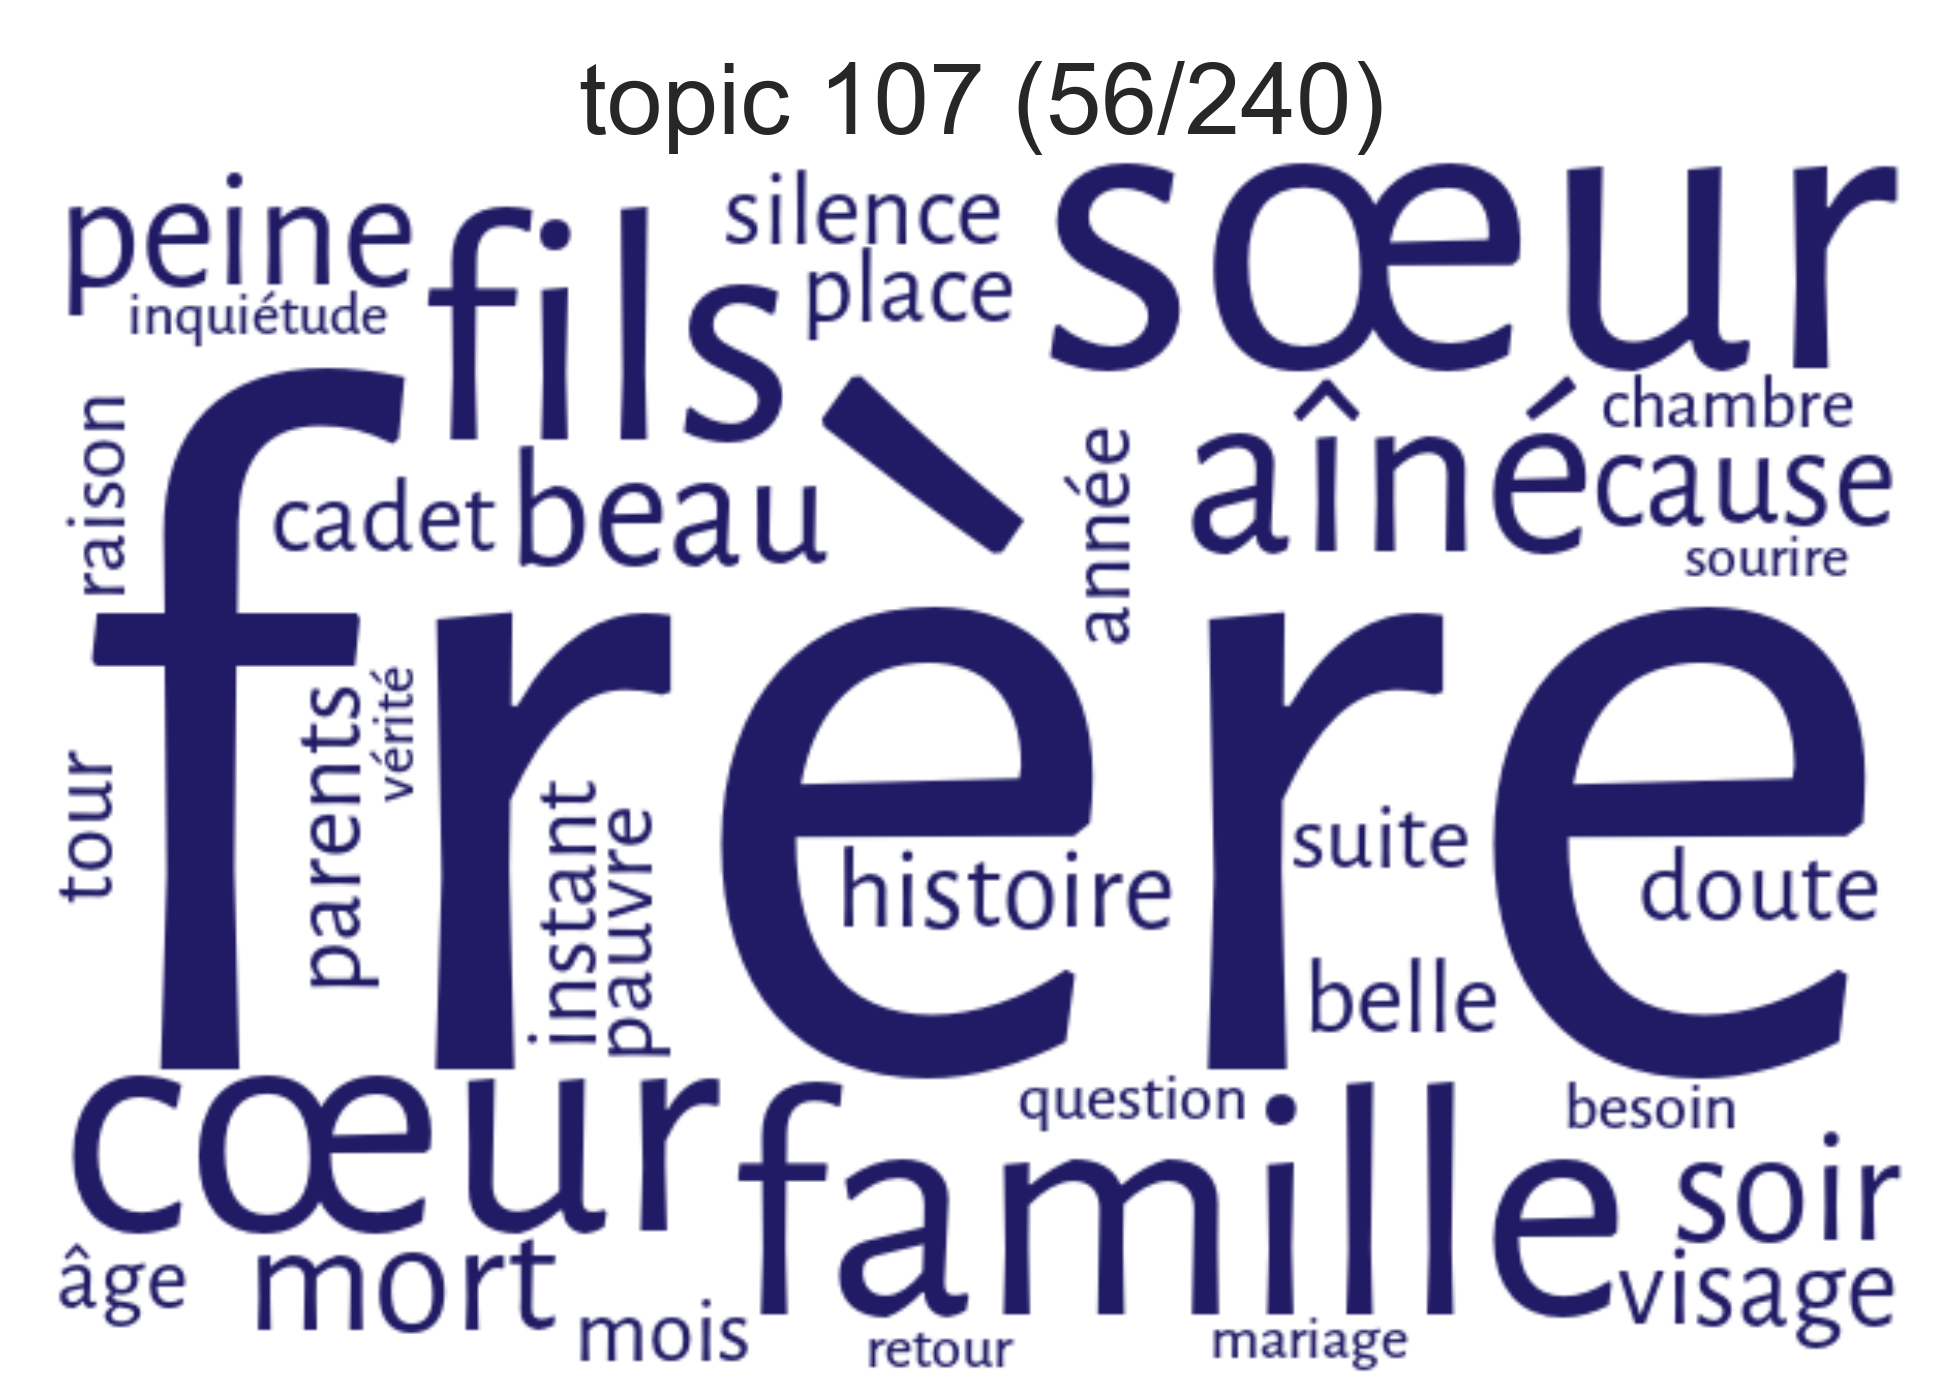 topic 107 (56/240)
peine
fils
silence
sœur
inquiétude
place
raison
cadet
beau
année
aîné
chambre
cause
sourire
frère
tour
parents
vérité
instant
pauvre
histoire
suite
doute
belle
cœur
famille
question
besoin
soir
âge
mort
mois
retour
mariage
visage